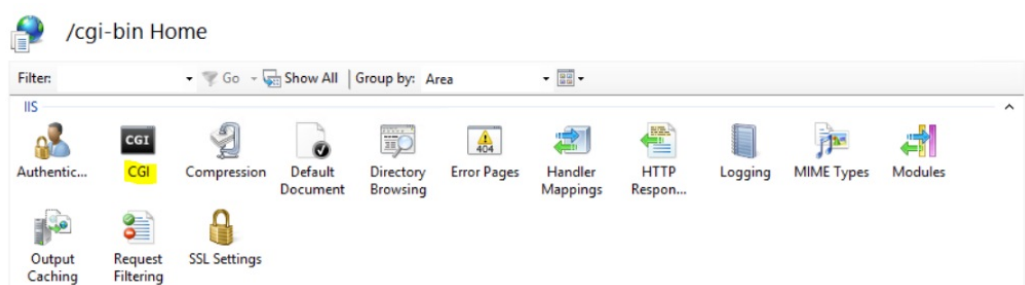 /cgi-bin Home
Filter: Go Show All Group by: Area
IIS
CGI
404
Authentic... CGI Compression Default Document Directory Browsing Error Pages Handler Mappings HTTP Respon... Logging MIME Types Modules
Output Caching Request Filtering SSL Settings